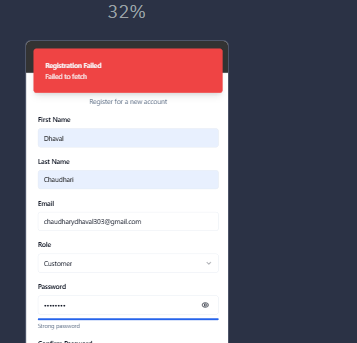 32%
Registration Failed
Failed to fetch
Register for a new account
First Name
Dhaval
Last Name
Chaudhari
Email
chaudharydhaval303@gmail.com
Role
Customer
Password
••••••••
Strong password
Confirm Password